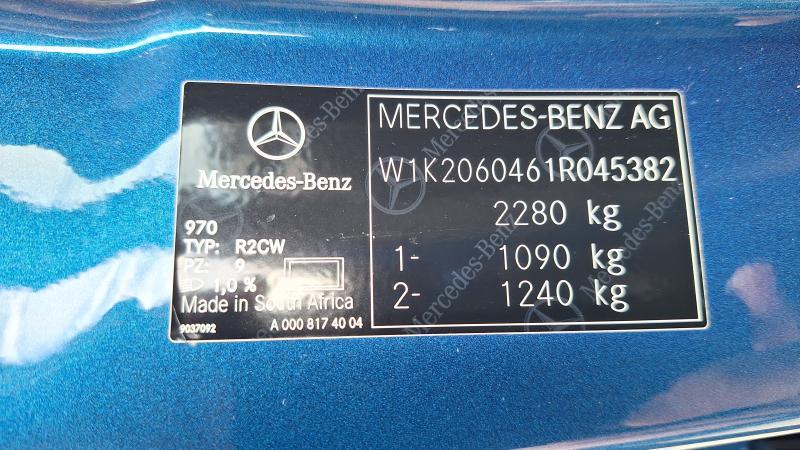 Mercedes-Benz
970
TYP: R2CW
PZ: 9
1,0 %
Made in South Africa
9037092 A 000 817 40 04
MERCEDES-BENZ AG
W1K2060461R045382
2280 kg
1- 1090 kg
2- 1240 kg